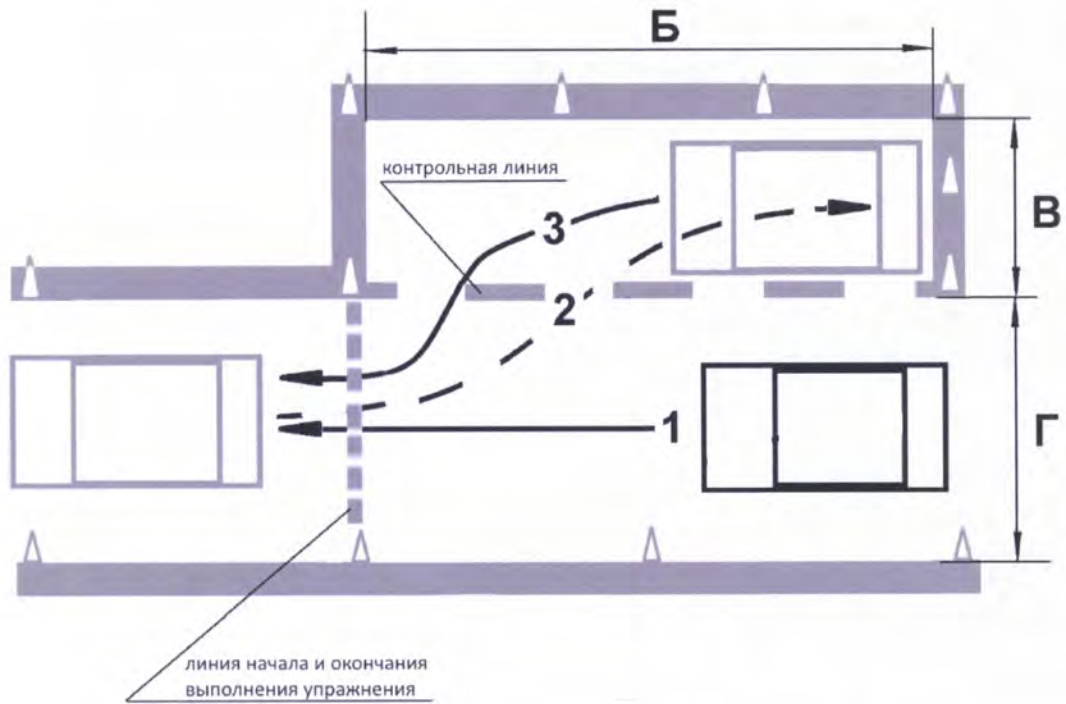 Б
контрольная линия
3
В
2
1
Г
линия начала и окончания
выполнения упражнения